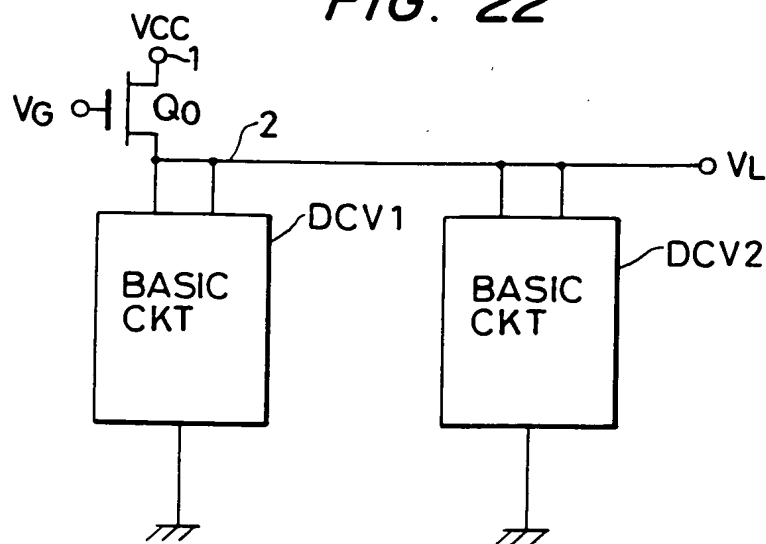 FIG. 22
VCC
1
VG
Q0
2
VL
DCV1
BASIC
CKT
DCV2
BASIC
CKT